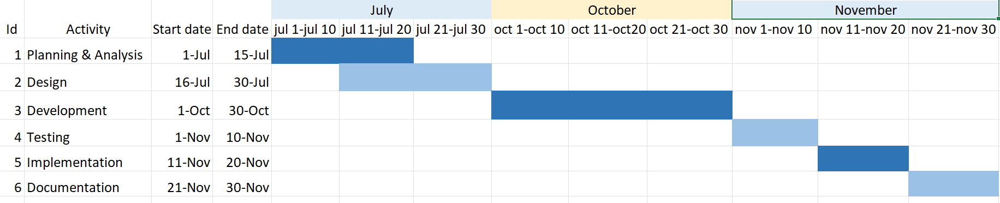 July October November
Id Activity Start date End date jul 1-jul 10 jul 11-jul 20 jul 21-jul 30 oct 1-oct 10 oct 11-oct20 oct 21-oct 30 nov 1-nov 10 nov 11-nov 20 nov 21-nov 30
1 Planning & Analysis 1-Jul 15-Jul
2 Design 16-Jul 30-Jul
3 Development 1-Oct 30-Oct
4 Testing 1-Nov 10-Nov
5 Implementation 11-Nov 20-Nov
6 Documentation 21-Nov 30-Nov